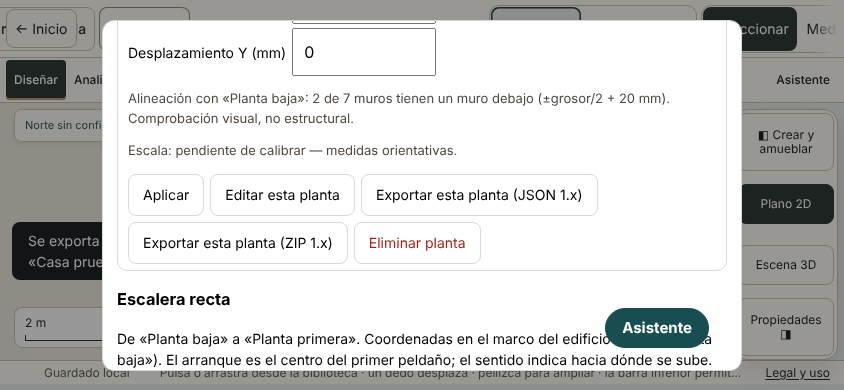 ← Inicio
a
ccionar
Med
Diseñar
Anali
Asistente
Norte sin confi
Desplazamiento Y (mm)
0
Alineación con «Planta baja»: 2 de 7 muros tienen un muro debajo (±grosor/2 + 20 mm).
Comprobación visual, no estructural.
Escala: pendiente de calibrar — medidas orientativas.
Aplicar
Editar esta planta
Exportar esta planta (JSON 1.x)
Exportar esta planta (ZIP 1.x)
Eliminar planta
Escalera recta
De «Planta baja» a «Planta primera». Coordenadas en el marco del edificio
ta
baja»). El arranque es el centro del primer peldaño; el sentido indica hacia dónde se sube.
Asistente
Se exporta
«Casa prue
2 m
◧ Crear y
amueblar
Plano 2D
Escena 3D
Propiedades
◨
Guardado local
Pulsa o arrastra desde la biblioteca · un dedo desplaza · pellizca para ampliar · la barra inferior permit…
Legal y uso